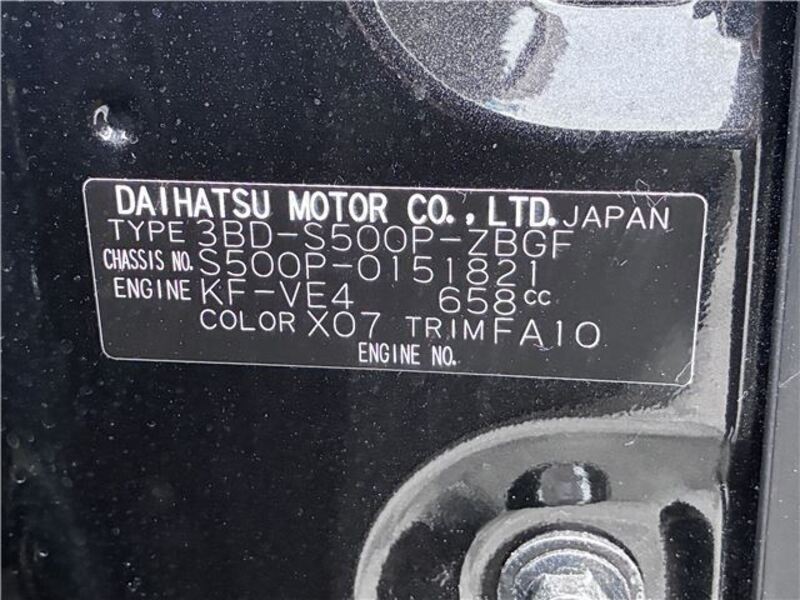 DAIHATSU MOTOR CO., LTD. JAPAN
TYPE 3BD-S500P-ZBGF
CHASSIS NO. S500P-0151821
ENGINE KF-VE4 658cc
COLOR X07 TRIM FA10
ENGINE NO.